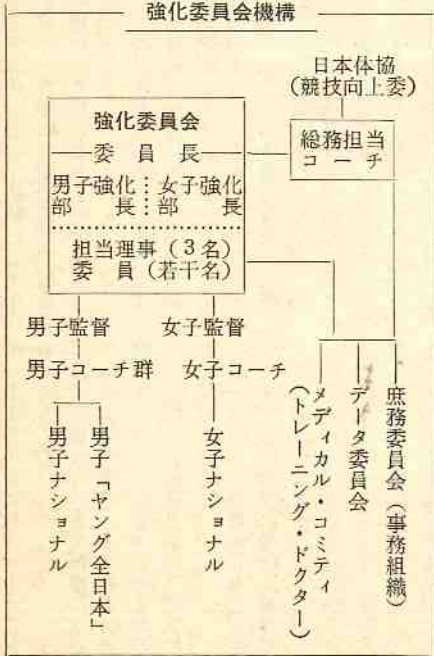 強化委員会機構
日本体協
(競技向上委)
総務担当
コーチ
強化委員会
委員長
男子強化部長
女子強化部長
担当理事(3名)
委員(若干名)
男子監督
女子監督
男子コーチ群
女子コーチ
男子ナショナル
男子「ヤング全日本」
女子ナショナル
メディカル・コミティ
(トレーニング・ドクター)
データ委員会
庶務委員会(事務組織)